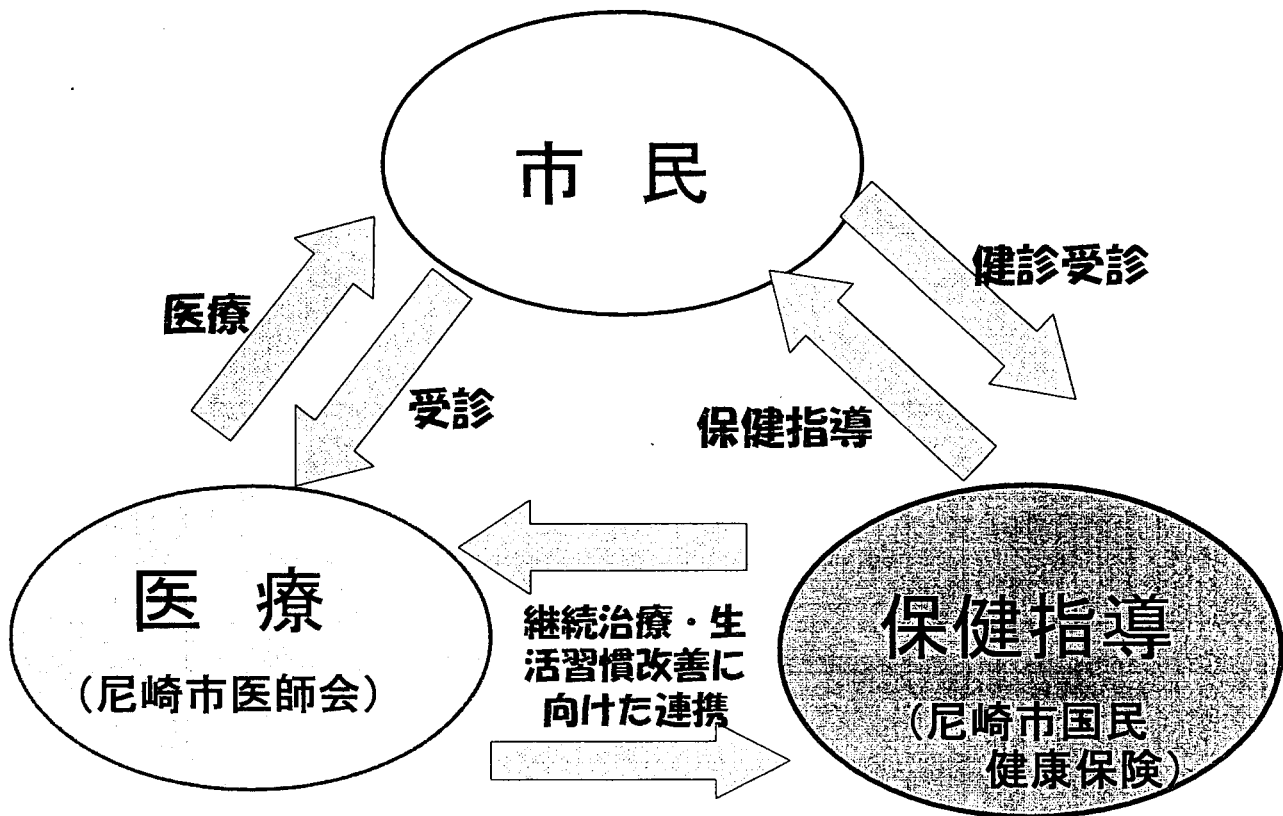 市 民
健診受診
医療
受診
保健指導
医 療
(尼崎市医師会)
継続治療・生
活習慣改善に
向けた連携
保健指導
(尼崎市国民
健康保険)